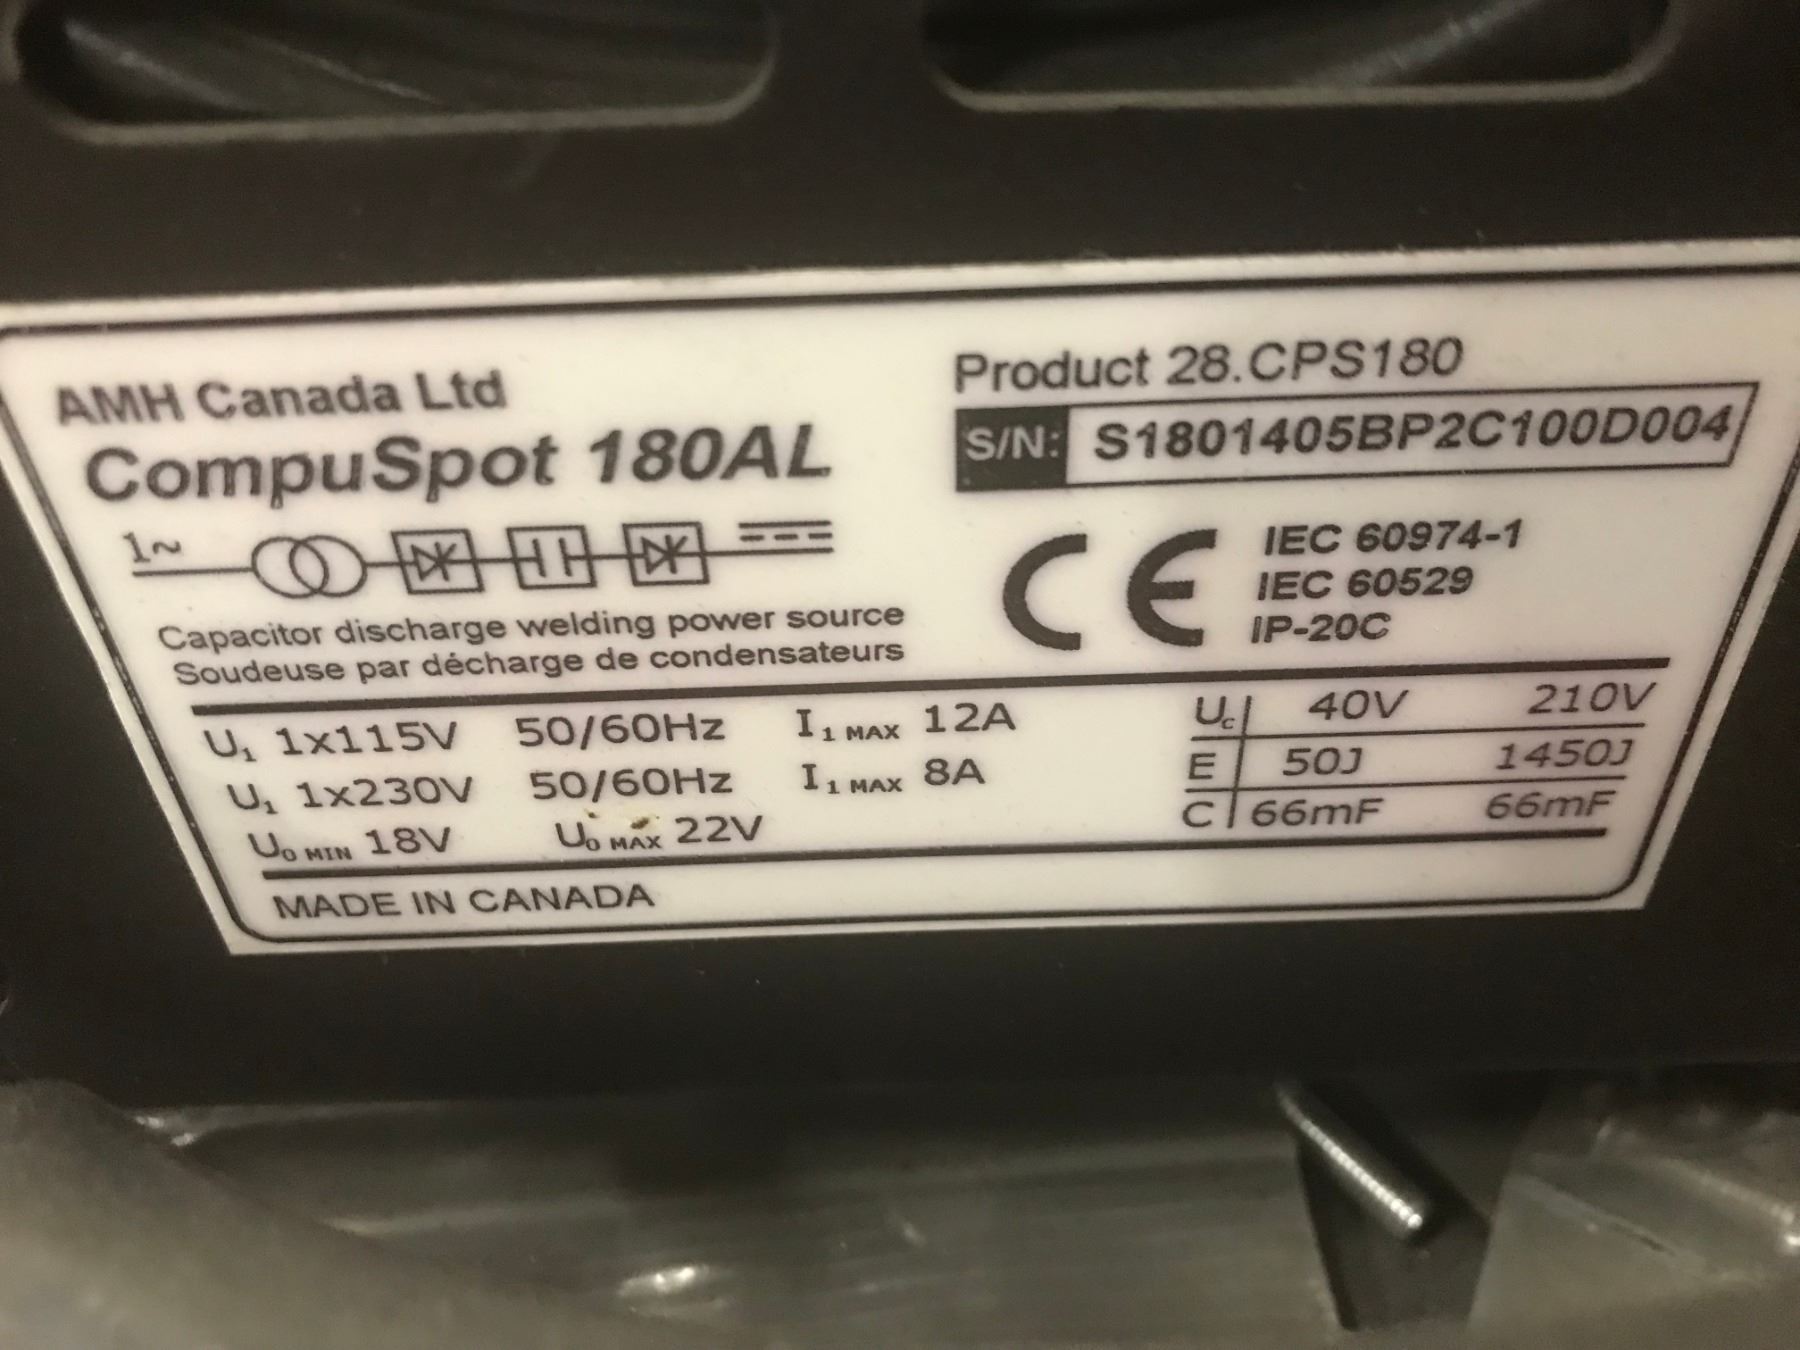 AMH Canada Ltd
CompuSpot 180AL
1~
Capacitor discharge welding power source
Soudeuse par décharge de condensateurs
Product 28.CPS180
S/N: S1801405BP2C100D004
CE
IEC 60974-1
IEC 60529
IP-20C
U₁ 1x115V 50/60Hz I₁ MAX 12A
U₁ 1x230V 50/60Hz I₁ MAX 8A
U₀ MIN 18V U₀ MAX 22V
Uc 40V 210V
E 50J 1450J
C 66mF 66mF
MADE IN CANADA